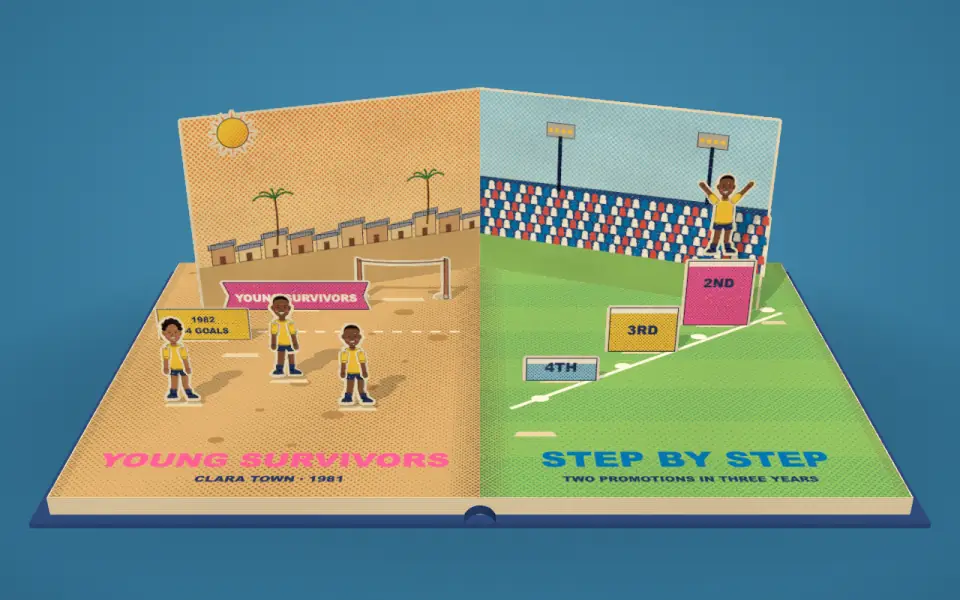 YOUNG SURVIVORS
1982
4 GOALS
YOUNG SURVIVORS
CLARA TOWN · 1981
2ND
3RD
4TH
STEP BY STEP
TWO PROMOTIONS IN THREE YEARS